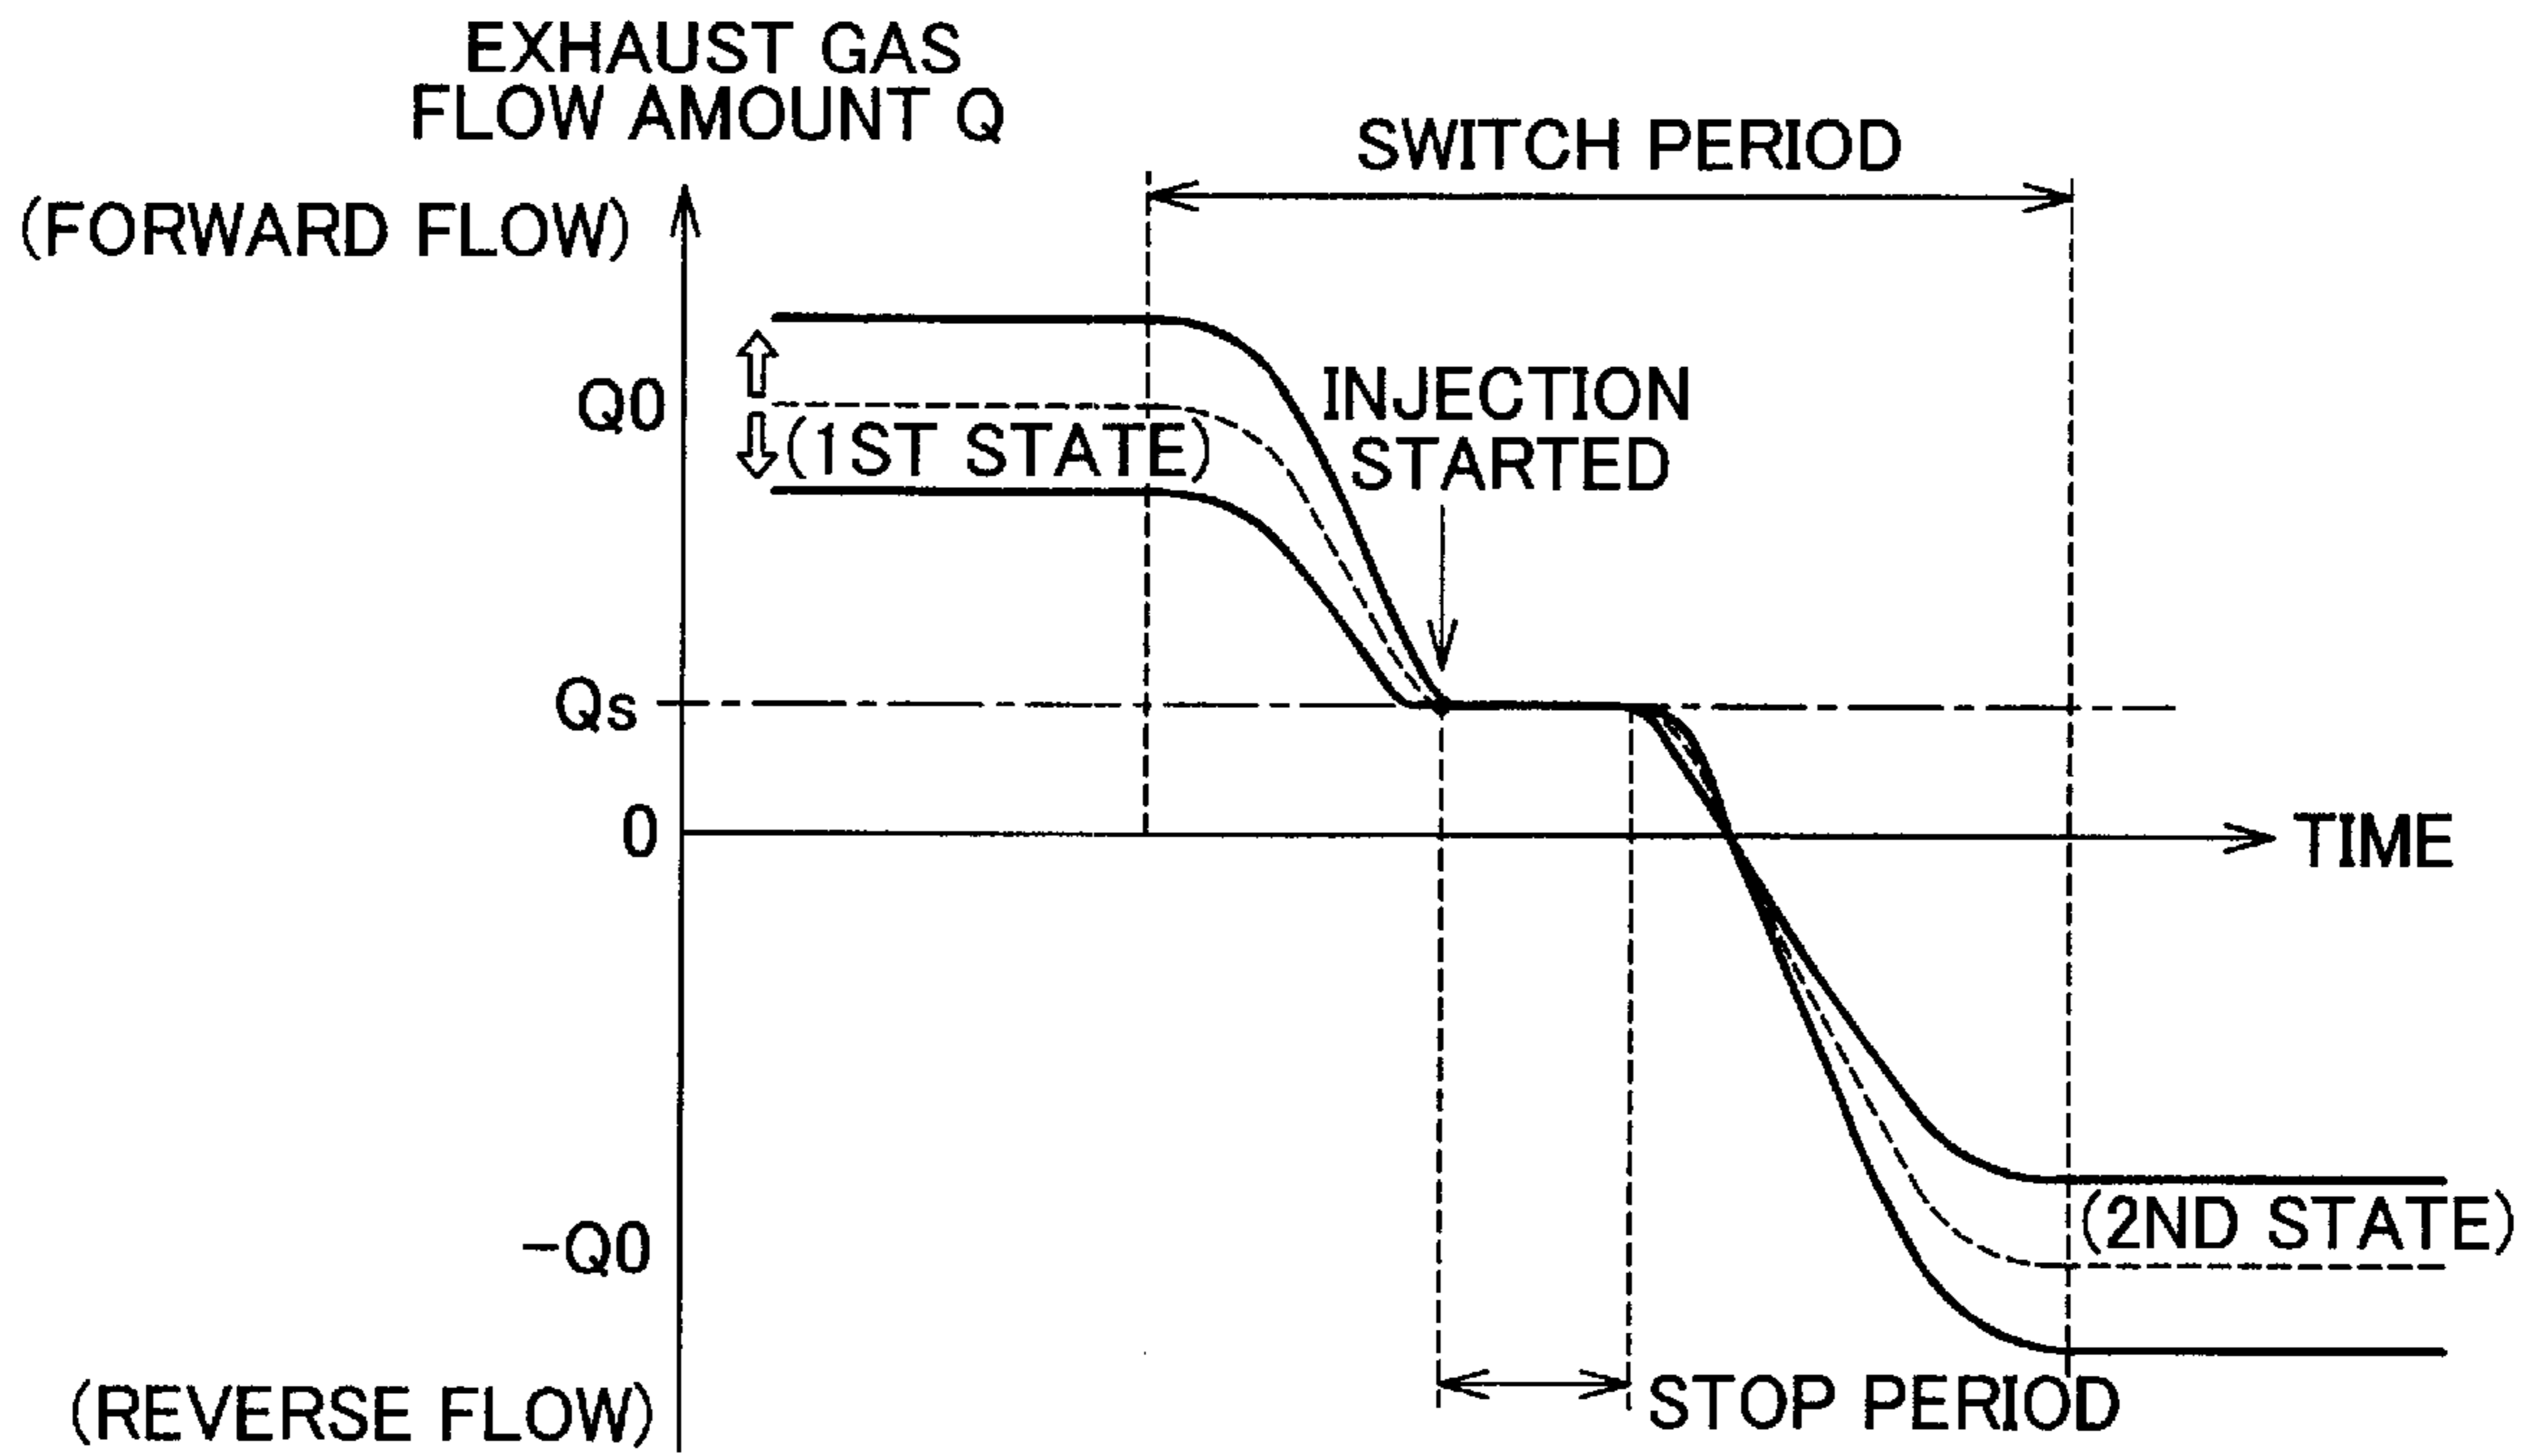 EXHAUST GAS
FLOW AMOUNT Q
SWITCH PERIOD
(FORWARD FLOW)
INJECTION
STARTED
Q0
(1ST STATE)
Qs
0
TIME
-Q0
(2ND STATE)
(REVERSE FLOW)
STOP PERIOD